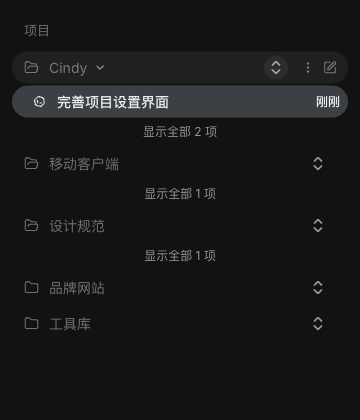 项目
Cindy
完善项目设置界面 刚刚
显示全部 2 项
移动客户端
显示全部 1 项
设计规范
显示全部 1 项
品牌网站
工具库